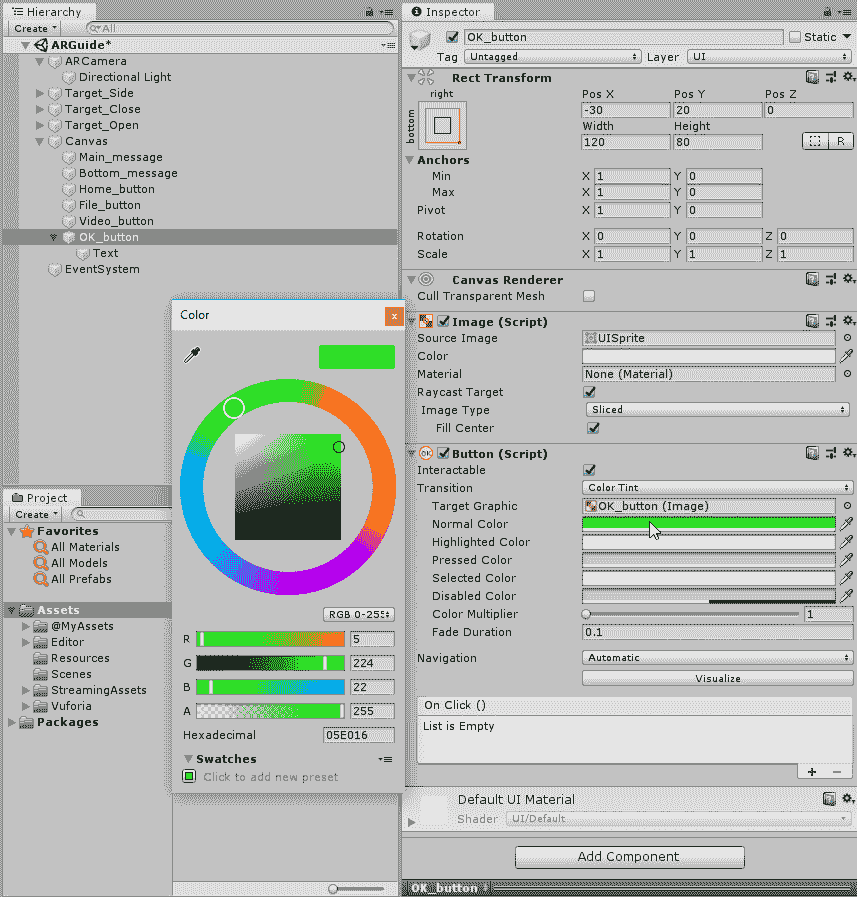 Hierarchy
Create
All
ARGuide*
ARCamera
Directional Light
Target_Side
Target_Close
Target_Open
Canvas
Main_message
Bottom_message
Home_button
File_button
Video_button
OK_button
Text
EventSystem
Project
Create
Favorites
All Materials
All Models
All Prefabs
Assets
@MyAssets
Editor
Resources
Scenes
StreamingAssets
Vuforia
Packages
Color
RGB 0-255
R 5
G 224
B 22
A 255
Hexadecimal 05E016
Swatches
Click to add new preset
Inspector
OK_button Static
Tag Untagged Layer UI
Rect Transform
right Pos X Pos Y Pos Z
bottom -30 20 0
Width Height
120 80 R
Anchors
Min X 1 Y 0
Max X 1 Y 0
Pivot X 1 Y 0
Rotation X 0 Y 0 Z 0
Scale X 1 Y 1 Z 1
Canvas Renderer
Cull Transparent Mesh
Image (Script)
Source Image UISprite
Color
Material None (Material)
Raycast Target
Image Type Sliced
Fill Center
OK Button (Script)
Interactable
Transition Color Tint
Target Graphic OK_button (Image)
Normal Color
Highlighted Color
Pressed Color
Selected Color
Disabled Color
Color Multiplier 1
Fade Duration 0.1
Navigation Automatic
Visualize
On Click ()
List is Empty
+ −
Default UI Material
Shader UI/Default
Add Component
OK_button